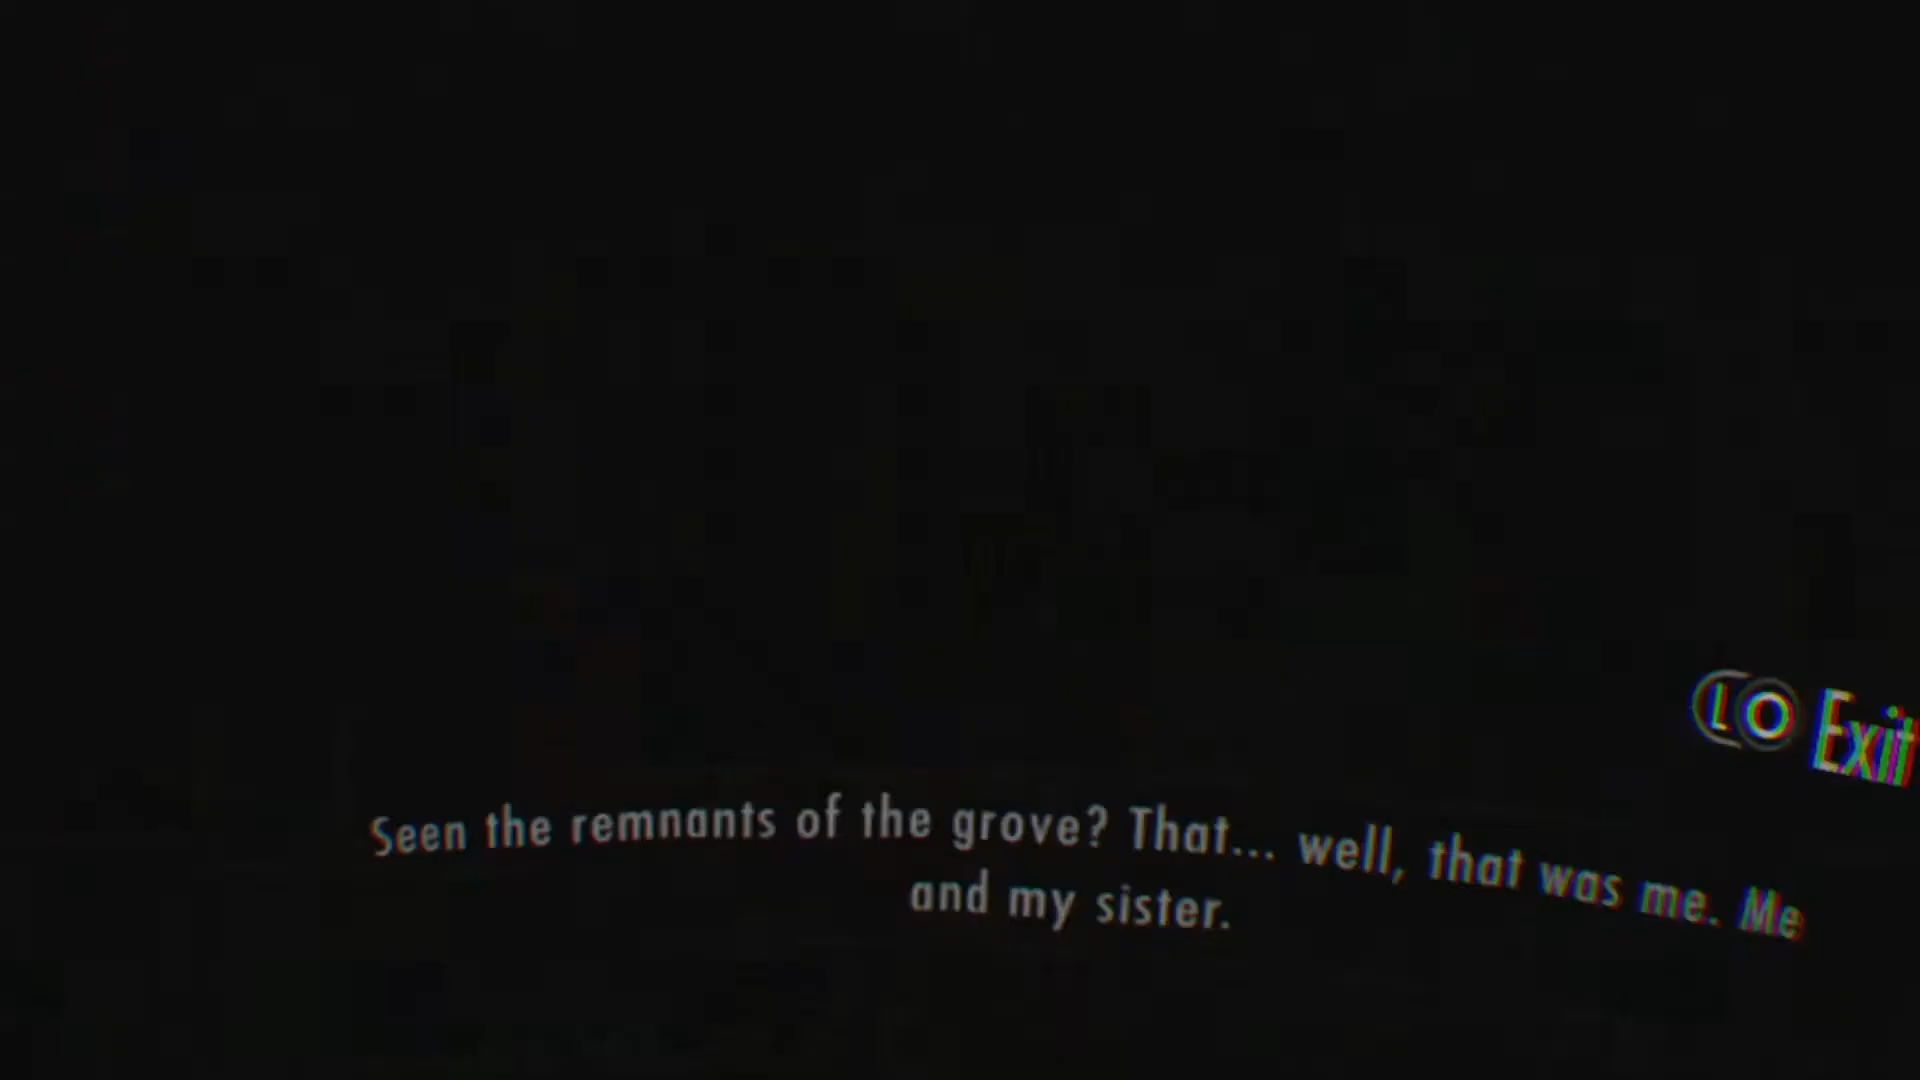 LO Exit
Seen the remnants of the grove? That... well, that was me. Me
and my sister.